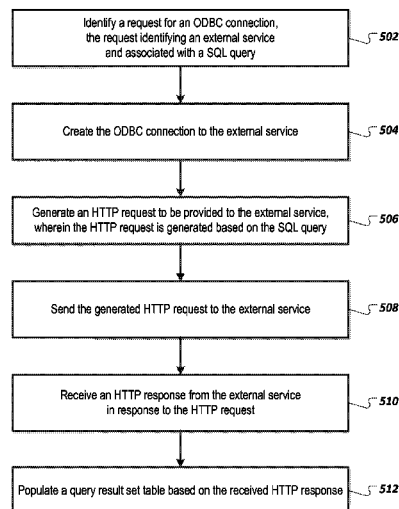 Identify a request for an ODBC connection,
the request identifying an external service
and associated with a SQL query
502
Create the ODBC connection to the external service
504
Generate an HTTP request to be provided to the external service,
wherein the HTTP request is generated based on the SQL query
506
Send the generated HTTP request to the external service
508
Receive an HTTP response from the external service
in response to the HTTP request
510
Populate a query result set table based on the received HTTP response
512